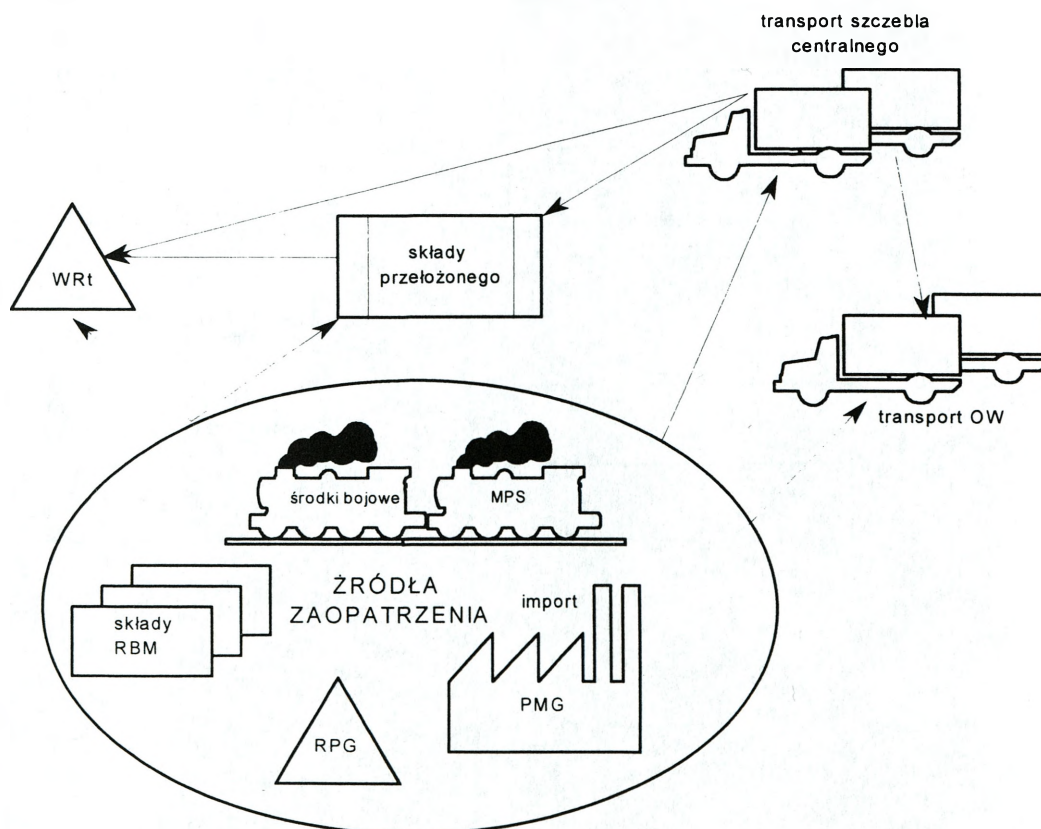 transport szczebla
centralnego
składy
przełożonego
WRt
transport OW
środki bojowe
MPS
ŹRÓDŁA
ZAOPATRZENIA
import
składy
RBM
PMG
RPG